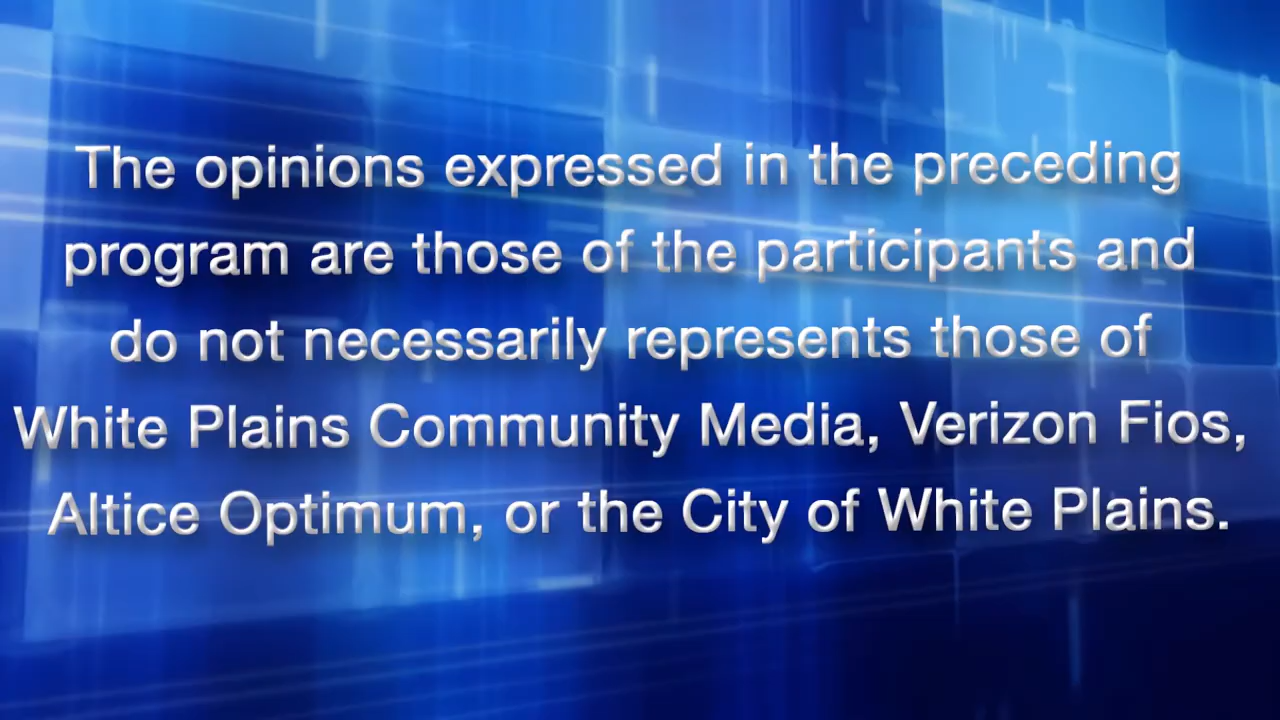 The opinions expressed in the preceding
program are those of the participants and
do not necessarily represents those of
White Plains Community Media, Verizon Fios,
Altice Optimum, or the City of White Plains.